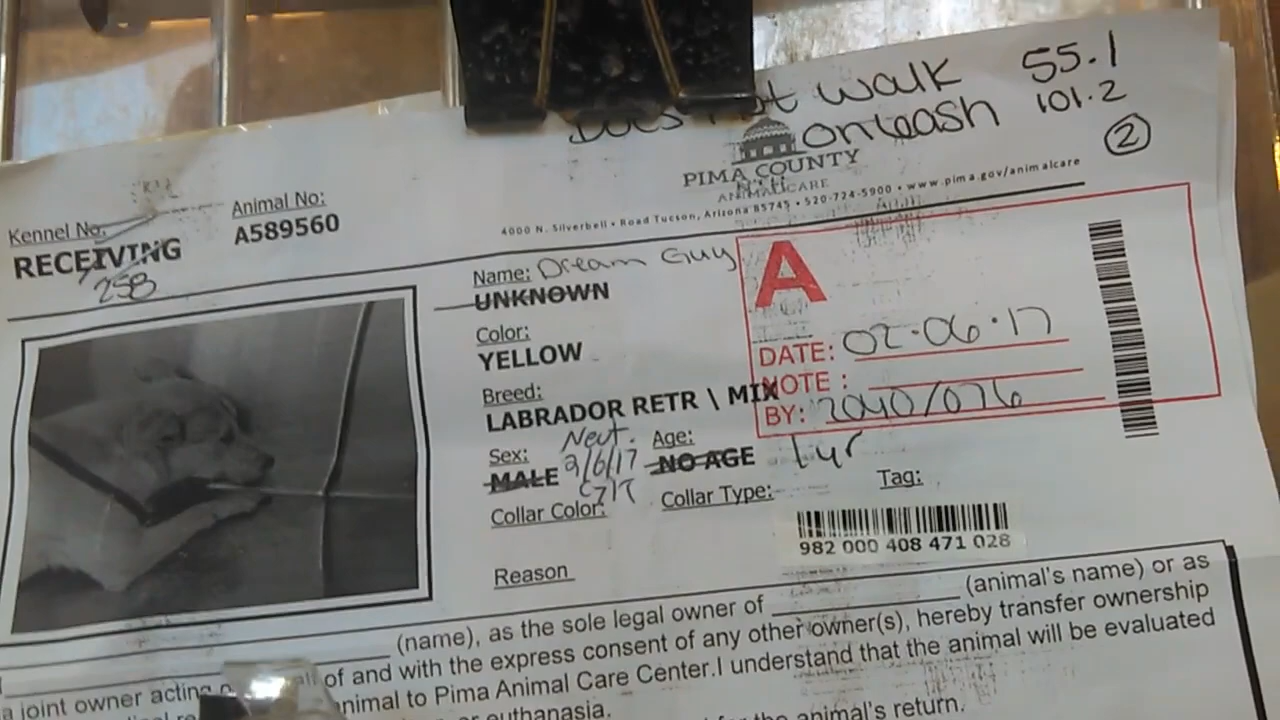 Does Not walk 55.1
on leash 101.2
2
PIMA COUNTY
ANIMAL CARE
4000 N. Silverbell • Road Tucson, Arizona 85745 • 520-724-5900 • www.pima.gov/animalcare
Kennel No.
RECEIVING
258
Animal No:
A589560
Name: Dream Guy
UNKNOWN
Color:
YELLOW
Breed:
LABRADOR RETR \ MIX
Neut.
Sex:
MALE 2/6/17
Age:
NO AGE 1 yr
Collar Color:
Collar Type:
Tag:
A
DATE: 02-06-17
NOTE :
BY: 2040/076
982 000 408 471 028
Reason
(name), as the sole legal owner of (animal's name) or as
a joint owner acting of and with the express consent of any other owner(s), hereby transfer ownership
animal to Pima Animal Care Center.I understand that the animal will be evaluated
euthanasia. the animal's return.